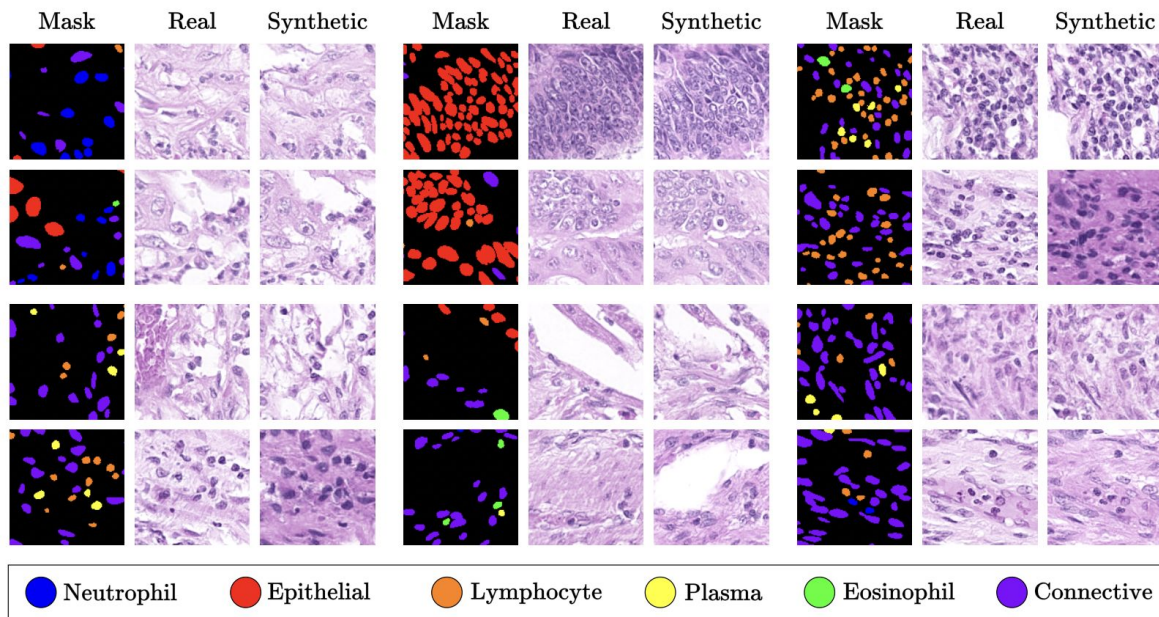 Mask Real Synthetic Mask Real Synthetic Mask Real Synthetic
Neutrophil Epithelial Lymphocyte Plasma Eosinophil Connective